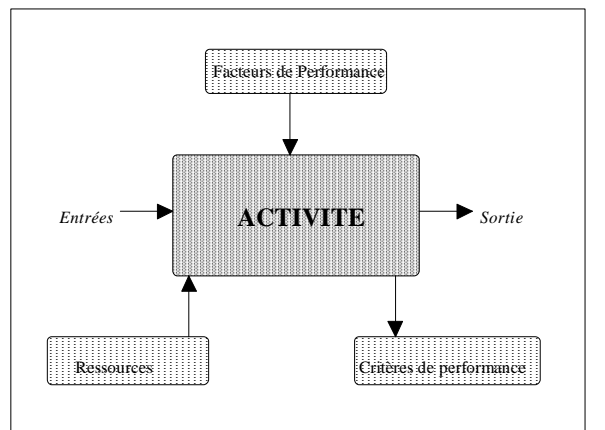 Facteurs de Performance
Entrées
ACTIVITE
Sortie
Ressources
Critères de performance